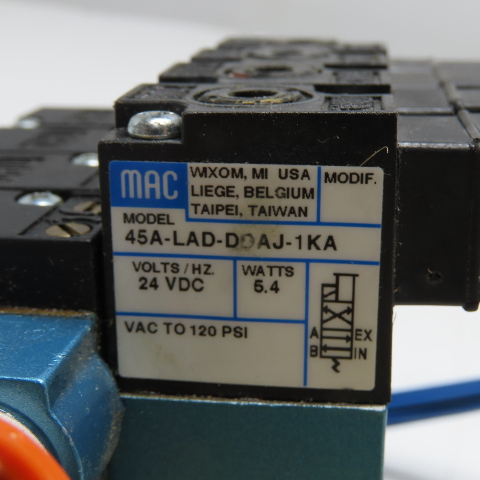 MAC
WIXOM, MI USA
LIEGE, BELGIUM
TAIPEI, TAIWAN
MODIF.
MODEL
45A-LAD-DDAJ-1KA
VOLTS / HZ.
24 VDC
WATTS
5.4
VAC TO 120 PSI
A EX
B IN